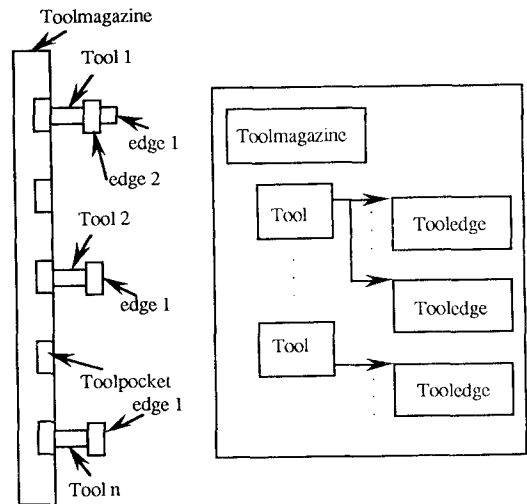 Toolmagazine
Tool 1
edge 1
edge 2
Tool 2
edge 1
Toolpocket
edge 1
Tool n
Toolmagazine
Tool
Tooledge
Tooledge
Tool
Tooledge